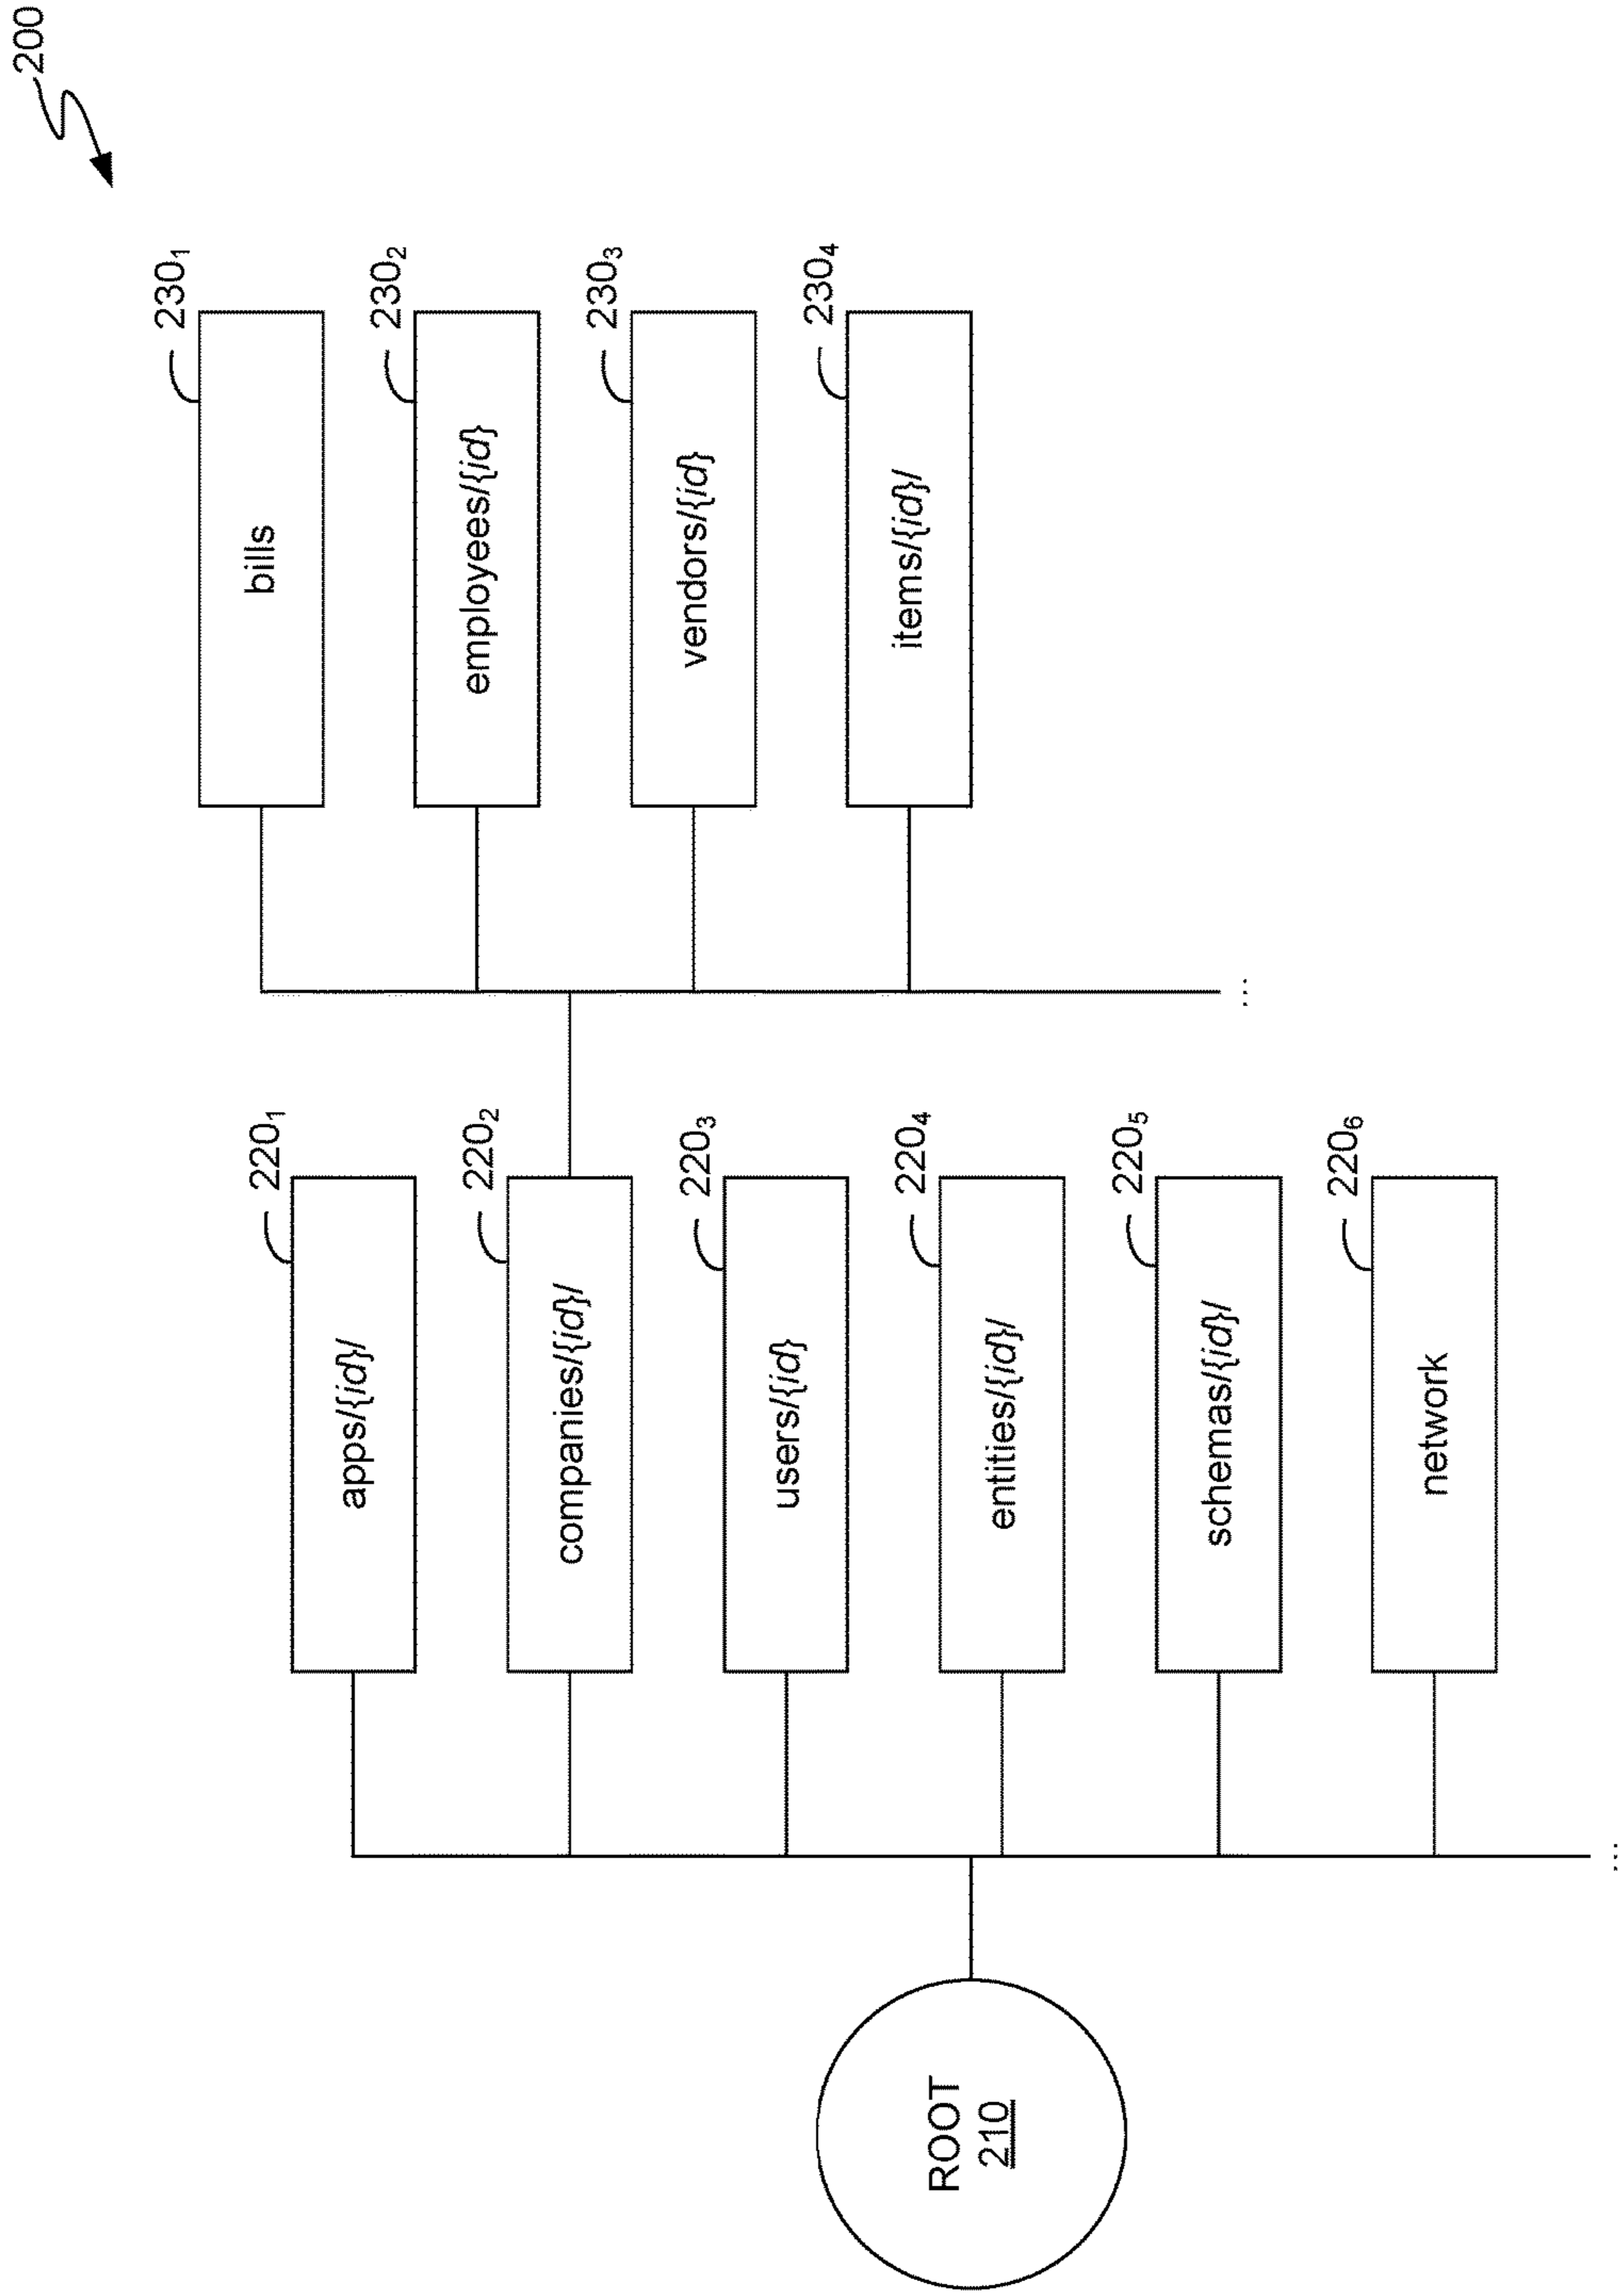 200
ROOT
210
220₁
apps/{id}/
220₂
companies/{id}/
220₃
users/{id}
220₄
entities/{id}/
220₅
schemas/{id}/
220₆
network
...
230₁
bills
230₂
employees/{id}
230₃
vendors/{id}
230₄
items/{id}/
...